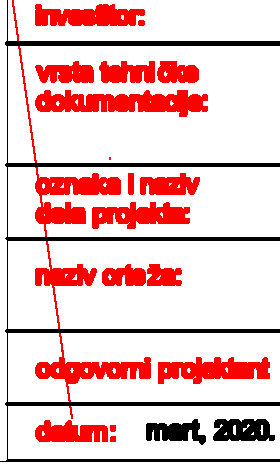 investitor:
vrsta tehničke
dokumentacije:
oznaka i naziv
dela projekta:
naziv crteža:
odgovorni projektant
datum: mart, 2020.